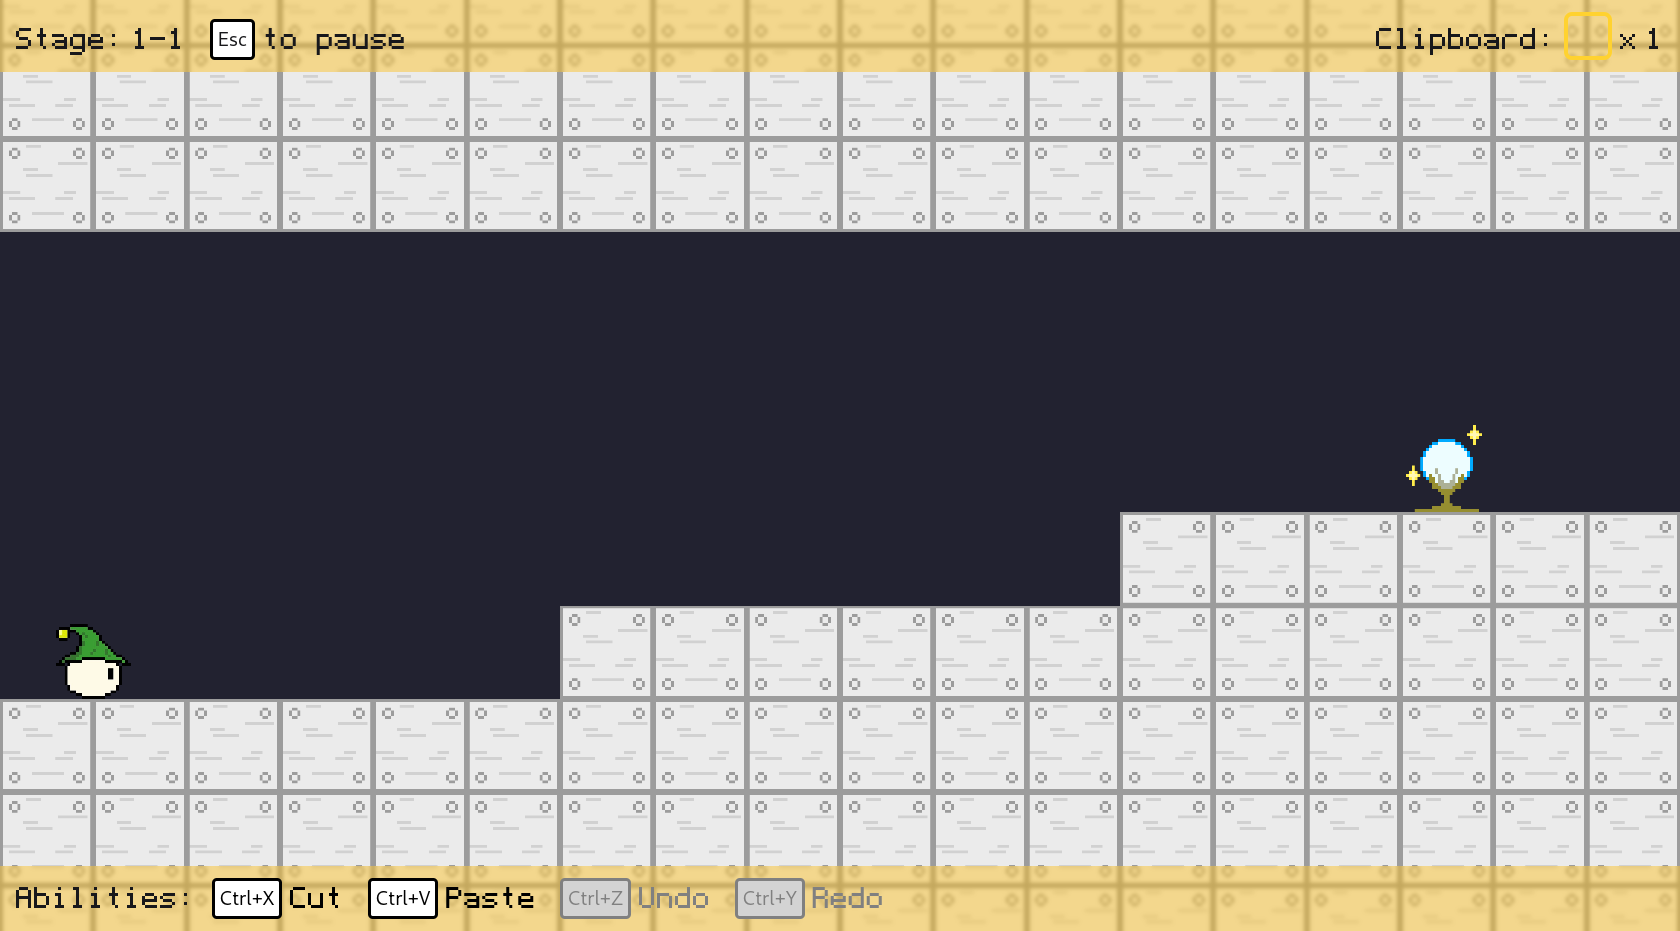 Stage: 1-1 Esc to pause Clipboard: x 1
Abilities: Ctrl+X Cut Ctrl+V Paste Ctrl+Z Undo Ctrl+Y Redo